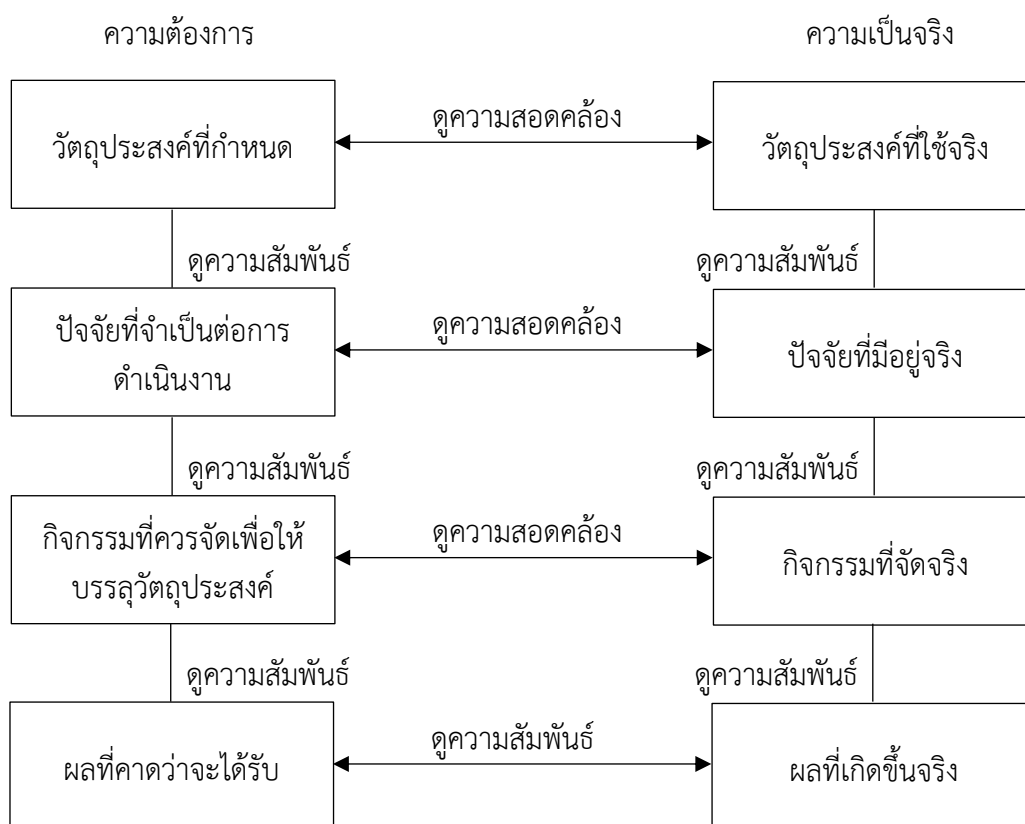 ความต้องการ
ความเป็นจริง
วัตถุประสงค์ที่กำหนด
ดูความสอดคล้อง
วัตถุประสงค์ที่ใช้จริง
ดูความสัมพันธ์
ดูความสัมพันธ์
ปัจจัยที่จำเป็นต่อการ
ดำเนินงาน
ดูความสอดคล้อง
ปัจจัยที่มีอยู่จริง
ดูความสัมพันธ์
ดูความสัมพันธ์
กิจกรรมที่ควรจัดเพื่อให้
บรรลุวัตถุประสงค์
ดูความสอดคล้อง
กิจกรรมที่จัดจริง
ดูความสัมพันธ์
ดูความสัมพันธ์
ผลที่คาดว่าจะได้รับ
ดูความสัมพันธ์
ผลที่เกิดขึ้นจริง